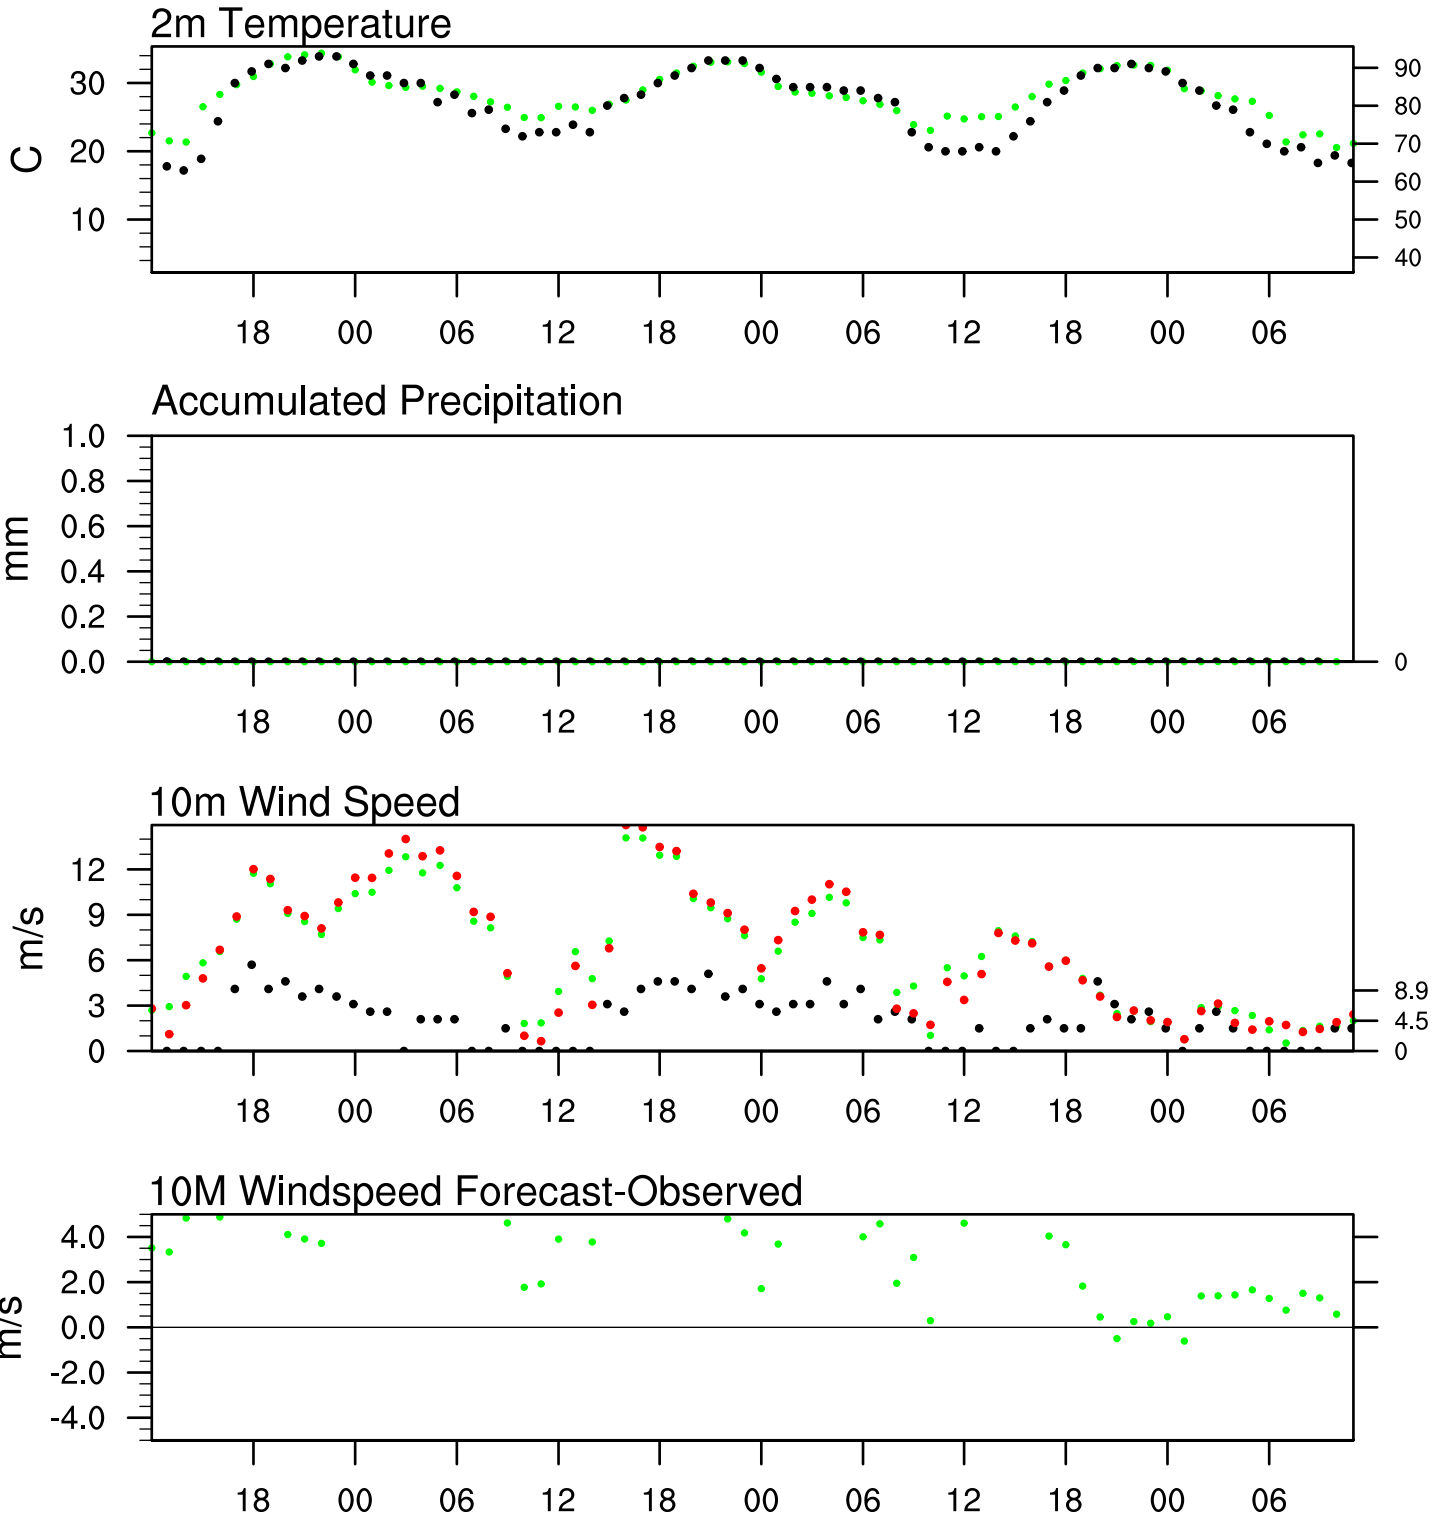 2m Temperature
C
30
20
10
90
80
70
60
50
40
18 00 06 12 18 00 06 12 18 00 06
Accumulated Precipitation
mm
1.0
0.8
0.6
0.4
0.2
0.0
0
18 00 06 12 18 00 06 12 18 00 06
10m Wind Speed
m/s
12
9
6
3
0
8.9
4.5
0
18 00 06 12 18 00 06 12 18 00 06
10M Windspeed Forecast-Observed
m/s
4.0
2.0
0.0
-2.0
-4.0
18 00 06 12 18 00 06 12 18 00 06